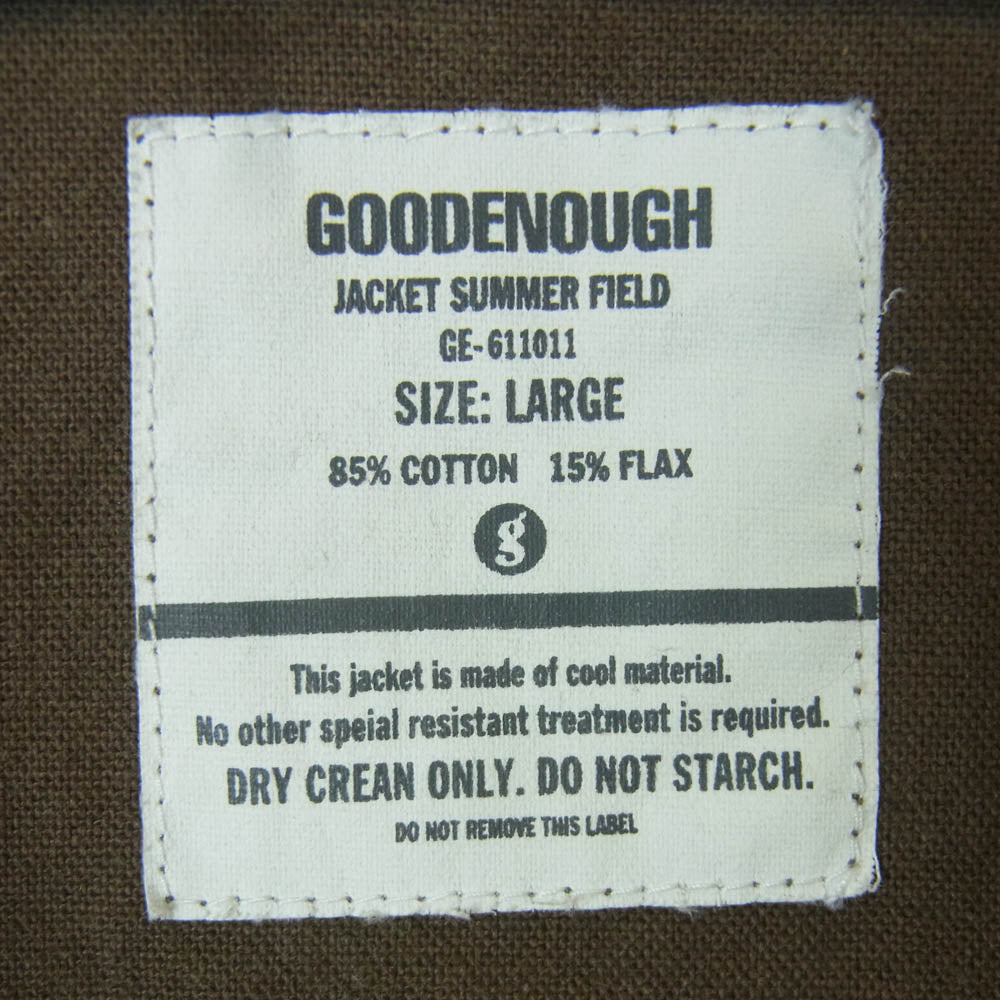 GOODENOUGH
JACKET SUMMER FIELD
GE-611011
SIZE: LARGE
85% COTTON 15% FLAX
g
This jacket is made of cool material.
No other speial resistant treatment is required.
DRY CREAN ONLY. DO NOT STARCH.
DO NOT REMOVE THIS LABEL